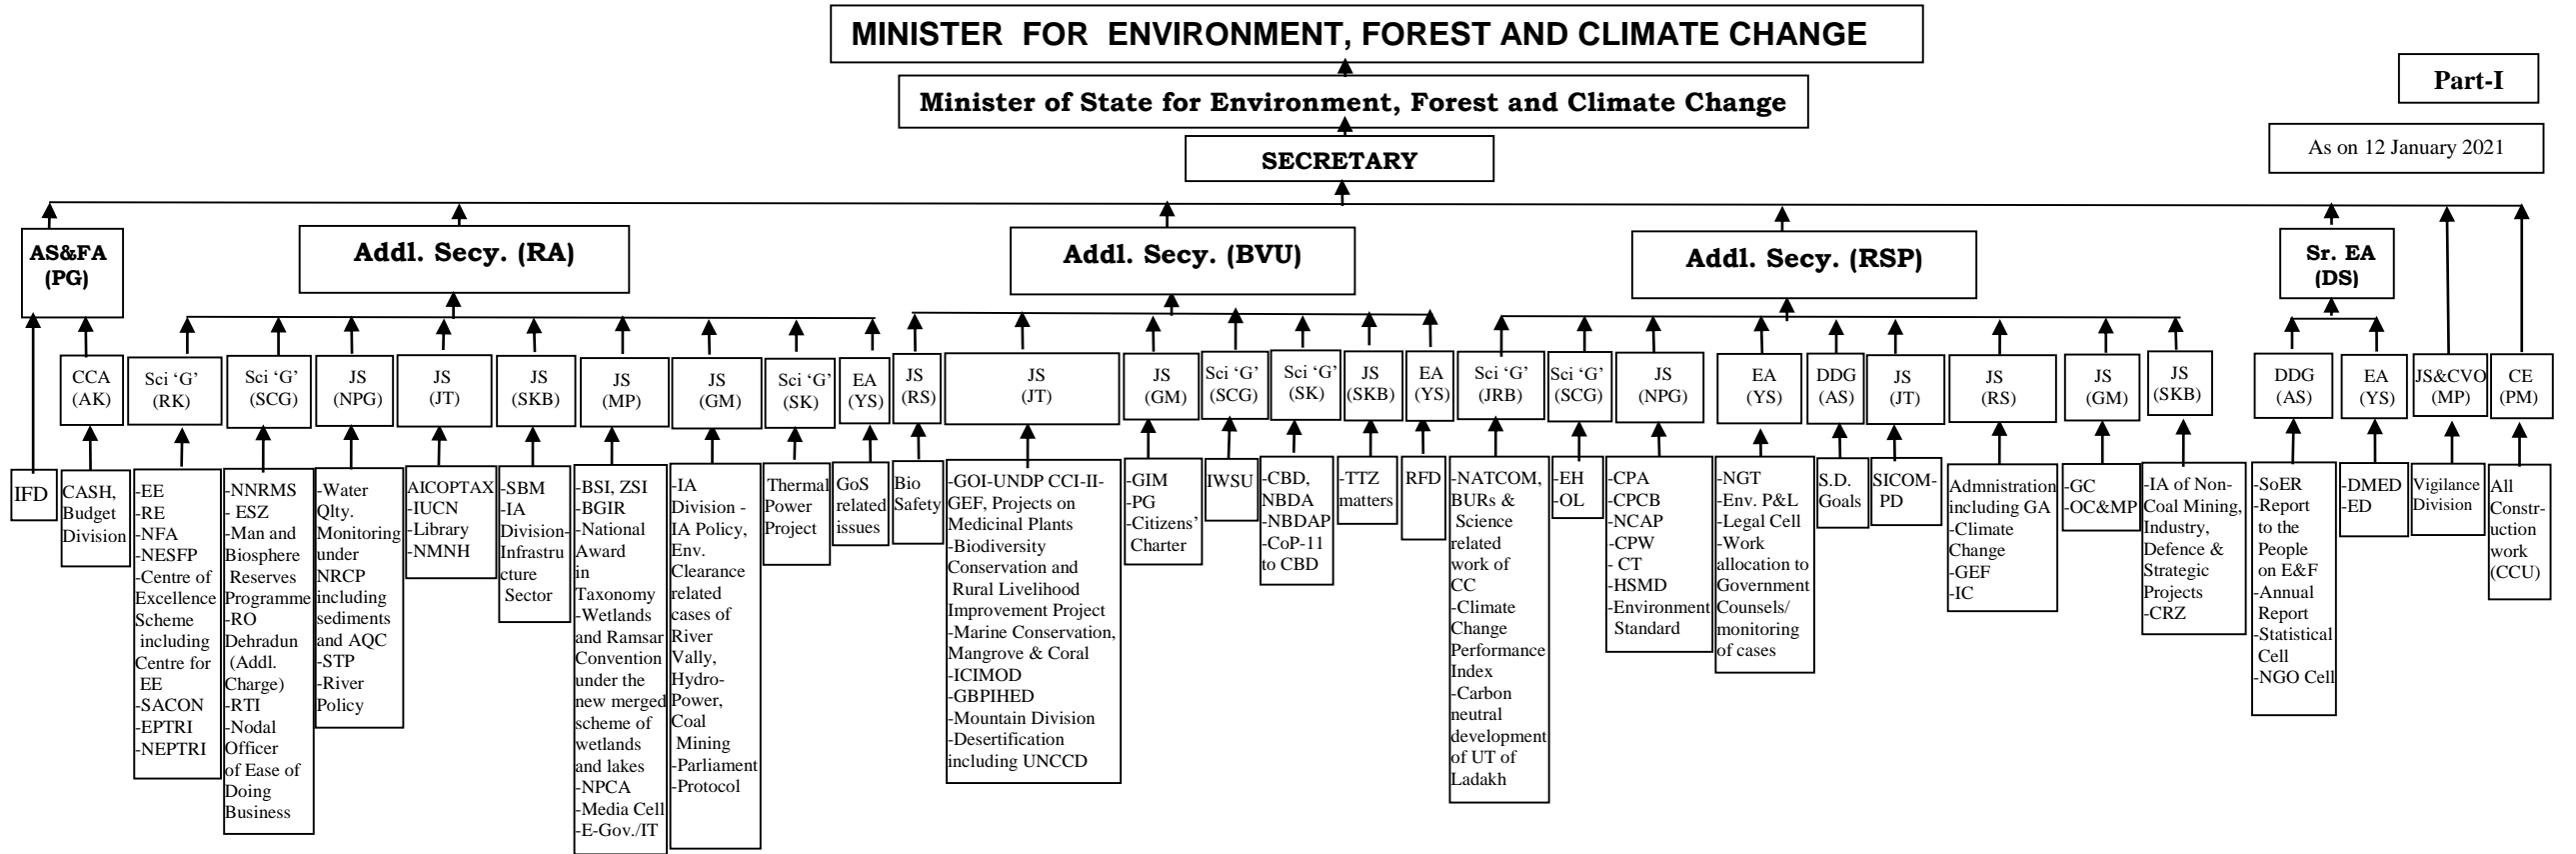 MINISTER FOR ENVIRONMENT, FOREST AND CLIMATE CHANGE
Part-I
Minister of State for Environment, Forest and Climate Change
As on 12 January 2021
SECRETARY
AS&FA
(PG)
Addl. Secy. (RA)
Addl. Secy. (BVU)
Addl. Secy. (RSP)
Sr. EA
(DS)
CCA
(AK)
Sci ‘G’
(RK)
Sci ‘G’
(SCG)
JS
(NPG)
JS
(JT)
JS
(SKB)
JS
(MP)
JS
(GM)
Sci ‘G’
(SK)
EA
(YS)
JS
(RS)
JS
(JT)
JS
(GM)
Sci ‘G’
(SCG)
Sci ‘G’
(SK)
JS
(SKB)
EA
(YS)
Sci ‘G’
(JRB)
Sci ‘G’
(SCG)
JS
(NPG)
EA
(YS)
DDG
(AS)
JS
(JT)
JS
(RS)
JS
(GM)
JS
(SKB)
DDG
(AS)
EA
(YS)
JS&CVO
(MP)
CE
(PM)
IFD
CASH,
Budget
Division
-EE
-RE
-NFA
-NESFP
-Centre of
Excellence
Scheme
including
Centre for
EE
-SACON
-EPTRI
-NEPTRI
-NNRMS
- ESZ
-Man and
Biosphere
Reserves
Programme
-RO
Dehradun
(Addl.
Charge)
-RTI
-Nodal
Officer
of Ease of
Doing
Business
-Water
Qlty.
Monitoring
under
NRCP
including
sediments
and AQC
-STP
-River
Policy
AICOPTAX
-IUCN
-Library
-NMNH
-SBM
-IA
Division-
Infrastru
cture
Sector
-BSI, ZSI
-BGIR
-National
Award
in
Taxonomy
-Wetlands
and Ramsar
Convention
under the
new merged
scheme of
wetlands
and lakes
-NPCA
-Media Cell
-E-Gov./IT
-IA
Division -
IA Policy,
Env.
Clearance
related
cases of
River
Vally,
Hydro-
Power,
Coal
Mining
-Parliament
-Protocol
Thermal
Power
Project
GoS
related
issues
Bio
Safety
-GOI-UNDP CCI-II-
GEF, Projects on
Medicinal Plants
-Biodiversity
Conservation and
Rural Livelihood
Improvement Project
-Marine Conservation,
Mangrove & Coral
-ICIMOD
-GBPIHED
-Mountain Division
-Desertification
including UNCCD
-GIM
-PG
-Citizens’
Charter
IWSU
-CBD,
NBDA
-NBDAP
-CoP-11
to CBD
-TTZ
matters
RFD
-NATCOM,
BURs &
Science
related
work of
CC
-Climate
Change
Performance
Index
-Carbon
neutral
development
of UT of
Ladakh
-EH
-OL
-CPA
-CPCB
-NCAP
-CPW
- CT
-HSMD
-Environment
Standard
-NGT
-Env. P&L
-Legal Cell
-Work
allocation to
Government
Counsels/
monitoring
of cases
S.D.
Goals
SICOM-
PD
Admnistration
including GA
-Climate
Change
-GEF
-IC
-GC
-OC&MP
-IA of Non-
Coal Mining,
Industry,
Defence &
Strategic
Projects
-CRZ
-SoER
-Report
to the
People
on E&F
-Annual
Report
-Statistical
Cell
-NGO Cell
-DMED
-ED
Vigilance
Division
All
Constr-
uction
work
(CCU)